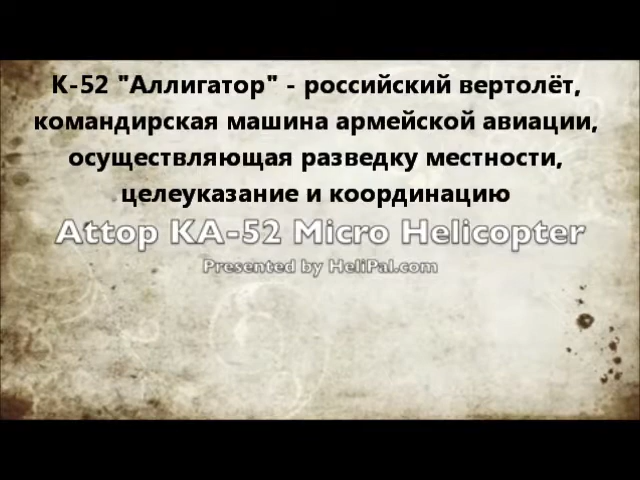 К-52 "Аллигатор" - российский вертолёт,
командирская машина армейской авиации,
осуществляющая разведку местности,
целеуказание и координацию
Attop KA-52 Micro Helicopter
Presented by HeliPal.com